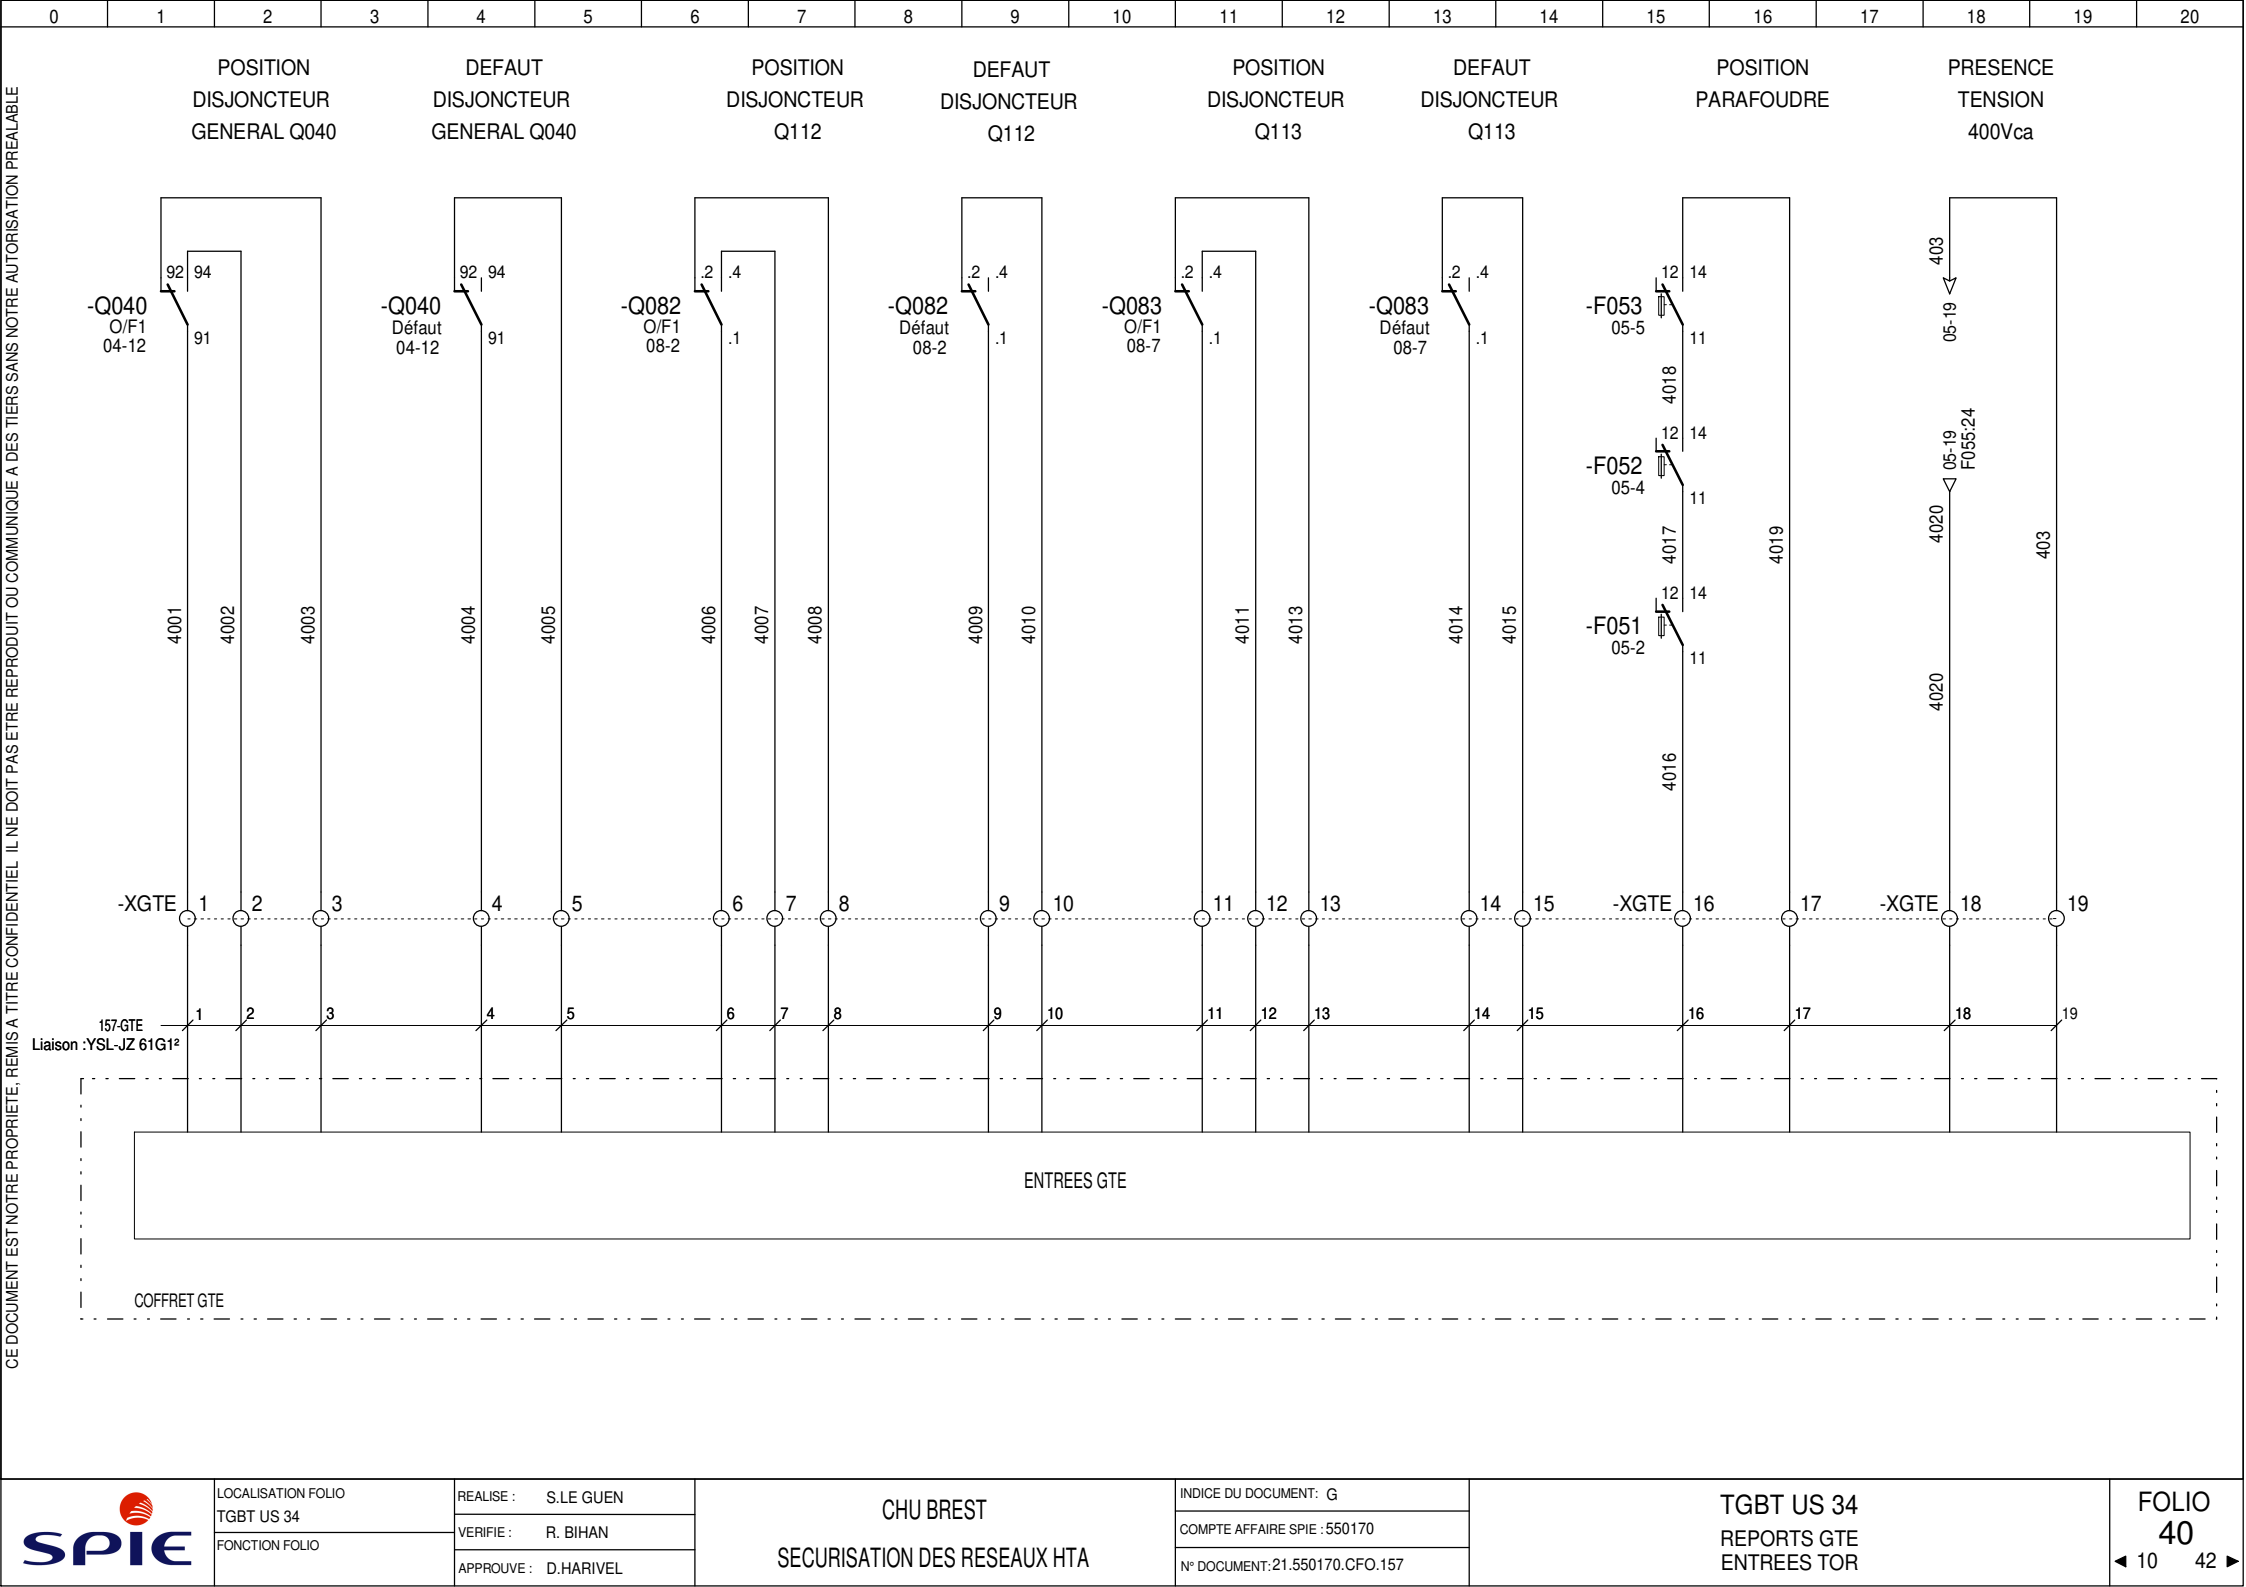 0 1 2 3 4 5 6 7 8 9 10 11 12 13 14 15 16 17 18 19 20
CE DOCUMENT EST NOTRE PROPRIETE, REMIS A TITRE CONFIDENTIEL IL NE DOIT PAS ETRE REPRODUIT OU COMMUNIQUE A DES TIERS SANS NOTRE AUTORISATION PREALABLE
POSITION
DISJONCTEUR
GENERAL Q040
DEFAUT
DISJONCTEUR
GENERAL Q040
POSITION
DISJONCTEUR
Q112
DEFAUT
DISJONCTEUR
Q112
POSITION
DISJONCTEUR
Q113
DEFAUT
DISJONCTEUR
Q113
POSITION
PARAFOUDRE
PRESENCE
TENSION
400Vca
92 94
-Q040
O/F1
04-12
91
92 94
-Q040
Défaut
04-12
91
.2 .4
-Q082
O/F1
08-2
.1
.2 .4
-Q082
Défaut
08-2
.1
.2 .4
-Q083
O/F1
08-7
.1
.2 .4
-Q083
Défaut
08-7
.1
12 14
-F053
05-5
11
4018
12 14
-F052
05-4
11
4017
12 14
-F051
05-2
11
4016
4019
403
05-19
05-19
F055:24
4020
4020
403
4001 4002 4003 4004 4005 4006 4007 4008 4009 4010 4011 4013 4014 4015
-XGTE 1 2 3 4 5 6 7 8 9 10 11 12 13 14 15 -XGTE 16 17 -XGTE 18 19
157-GTE
1 2 3 4 5 6 7 8 9 10 11 12 13 14 15 16 17 18 19
Liaison :YSL-JZ 61G1²
ENTREES GTE
COFFRET GTE
SPIE
LOCALISATION FOLIO
TGBT US 34
FONCTION FOLIO
REALISE : S.LE GUEN
VERIFIE : R. BIHAN
APPROUVE : D.HARIVEL
CHU BREST
SECURISATION DES RESEAUX HTA
INDICE DU DOCUMENT: G
COMPTE AFFAIRE SPIE : 550170
N° DOCUMENT: 21.550170.CFO.157
TGBT US 34
REPORTS GTE
ENTREES TOR
FOLIO
40
◄ 10 42 ►